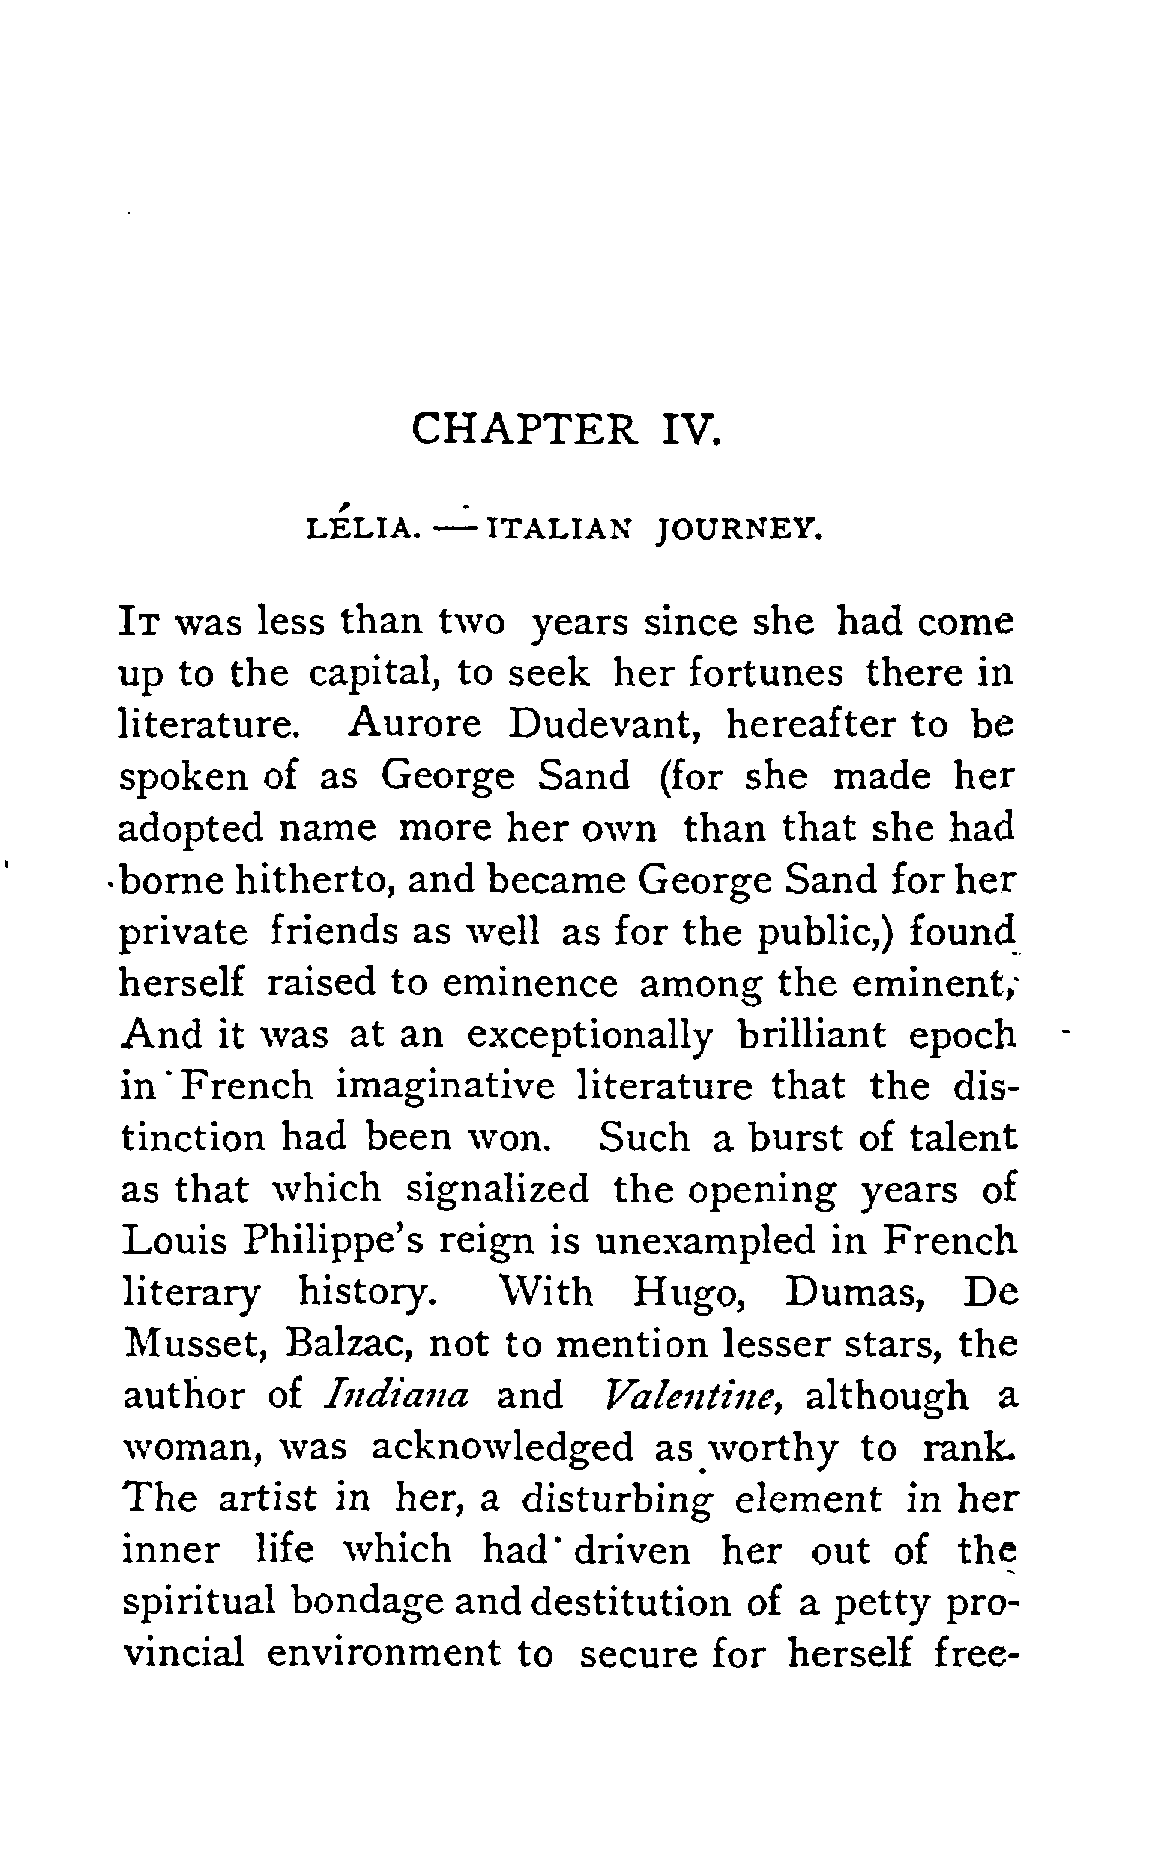 CHAPTER IV.
LÉLIA. — ITALIAN JOURNEY.
IT was less than two years since she had come
up to the capital, to seek her fortunes there in
literature. Aurore Dudevant, hereafter to be
spoken of as George Sand (for she made her
adopted name more her own than that she had
borne hitherto, and became George Sand for her
private friends as well as for the public,) found
herself raised to eminence among the eminent,
And it was at an exceptionally brilliant epoch
in French imaginative literature that the dis-
tinction had been won. Such a burst of talent
as that which signalized the opening years of
Louis Philippe's reign is unexampled in French
literary history. With Hugo, Dumas, De
Musset, Balzac, not to mention lesser stars, the
author of Indiana and Valentine, although a
woman, was acknowledged as worthy to rank.
The artist in her, a disturbing element in her
inner life which had driven her out of the
spiritual bondage and destitution of a petty pro-
vincial environment to secure for herself free-